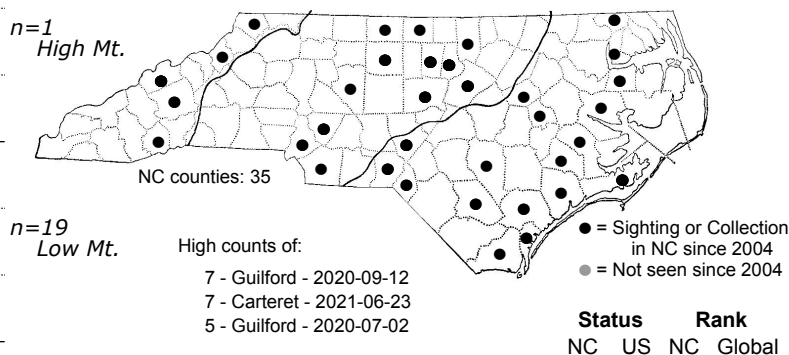 n=1
High Mt.
NC counties: 35
n=19
Low Mt.
High counts of:
7 - Guilford - 2020-09-12
7 - Carteret - 2021-06-23
5 - Guilford - 2020-07-02
● = Sighting or Collection
in NC since 2004
● = Not seen since 2004
Status Rank
NC US NC Global